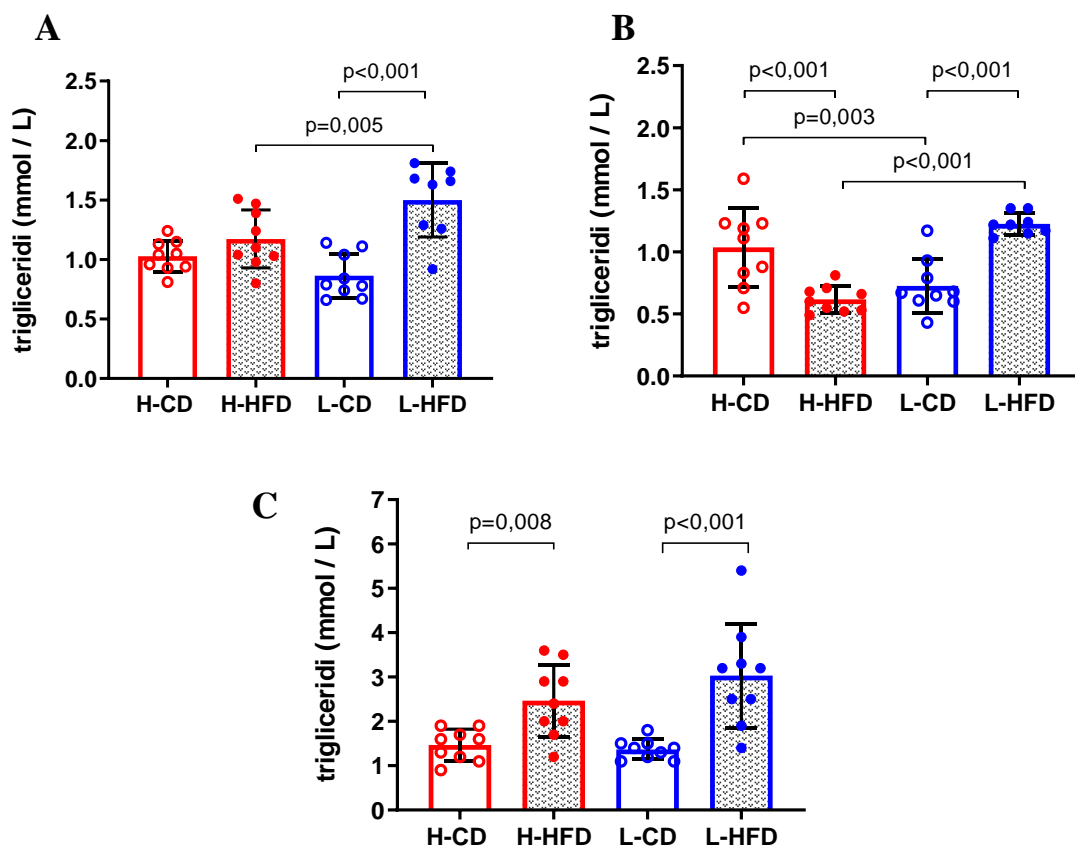 A
trigliceridi (mmol / L)
2.5
2.0
1.5
1.0
0.5
0.0
p<0,001
p=0,005
H-CD H-HFD L-CD L-HFD
B
trigliceridi (mmol / L)
2.5
2.0
1.5
1.0
0.5
0.0
p<0,001 p<0,001
p=0,003
p<0,001
H-CD H-HFD L-CD L-HFD
C
trigliceridi (mmol / L)
7
6
5
4
3
2
1
0
p=0,008 p<0,001
H-CD H-HFD L-CD L-HFD